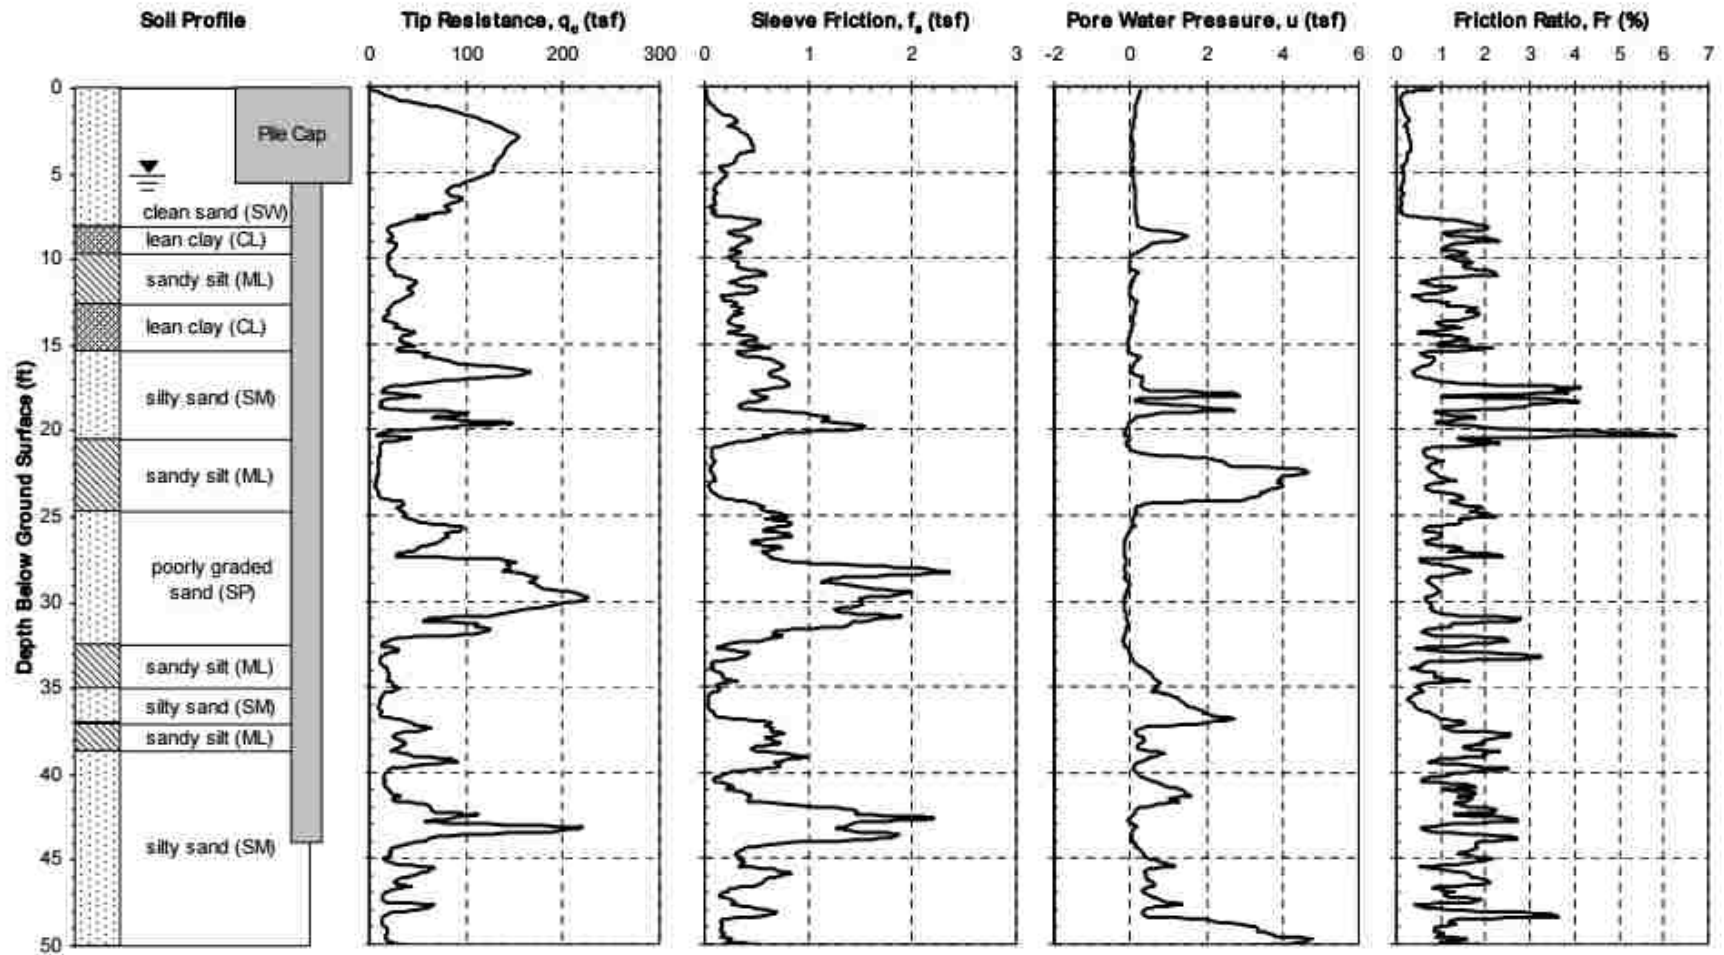 Soil Profile
Tip Resistance, qc (tsf)
Sleeve Friction, fs (tsf)
Pore Water Pressure, u (tsf)
Friction Ratio, Fr (%)
0 100 200 300
0 1 2 3
-2 0 2 4 6
0 1 2 3 4 5 6 7
Depth Below Ground Surface (ft)
0
5
10
15
20
25
30
35
40
45
50
Pile Cap
clean sand (SW)
lean clay (CL)
sandy silt (ML)
lean clay (CL)
silty sand (SM)
sandy silt (ML)
poorly graded
sand (SP)
sandy silt (ML)
silty sand (SM)
sandy silt (ML)
silty sand (SM)